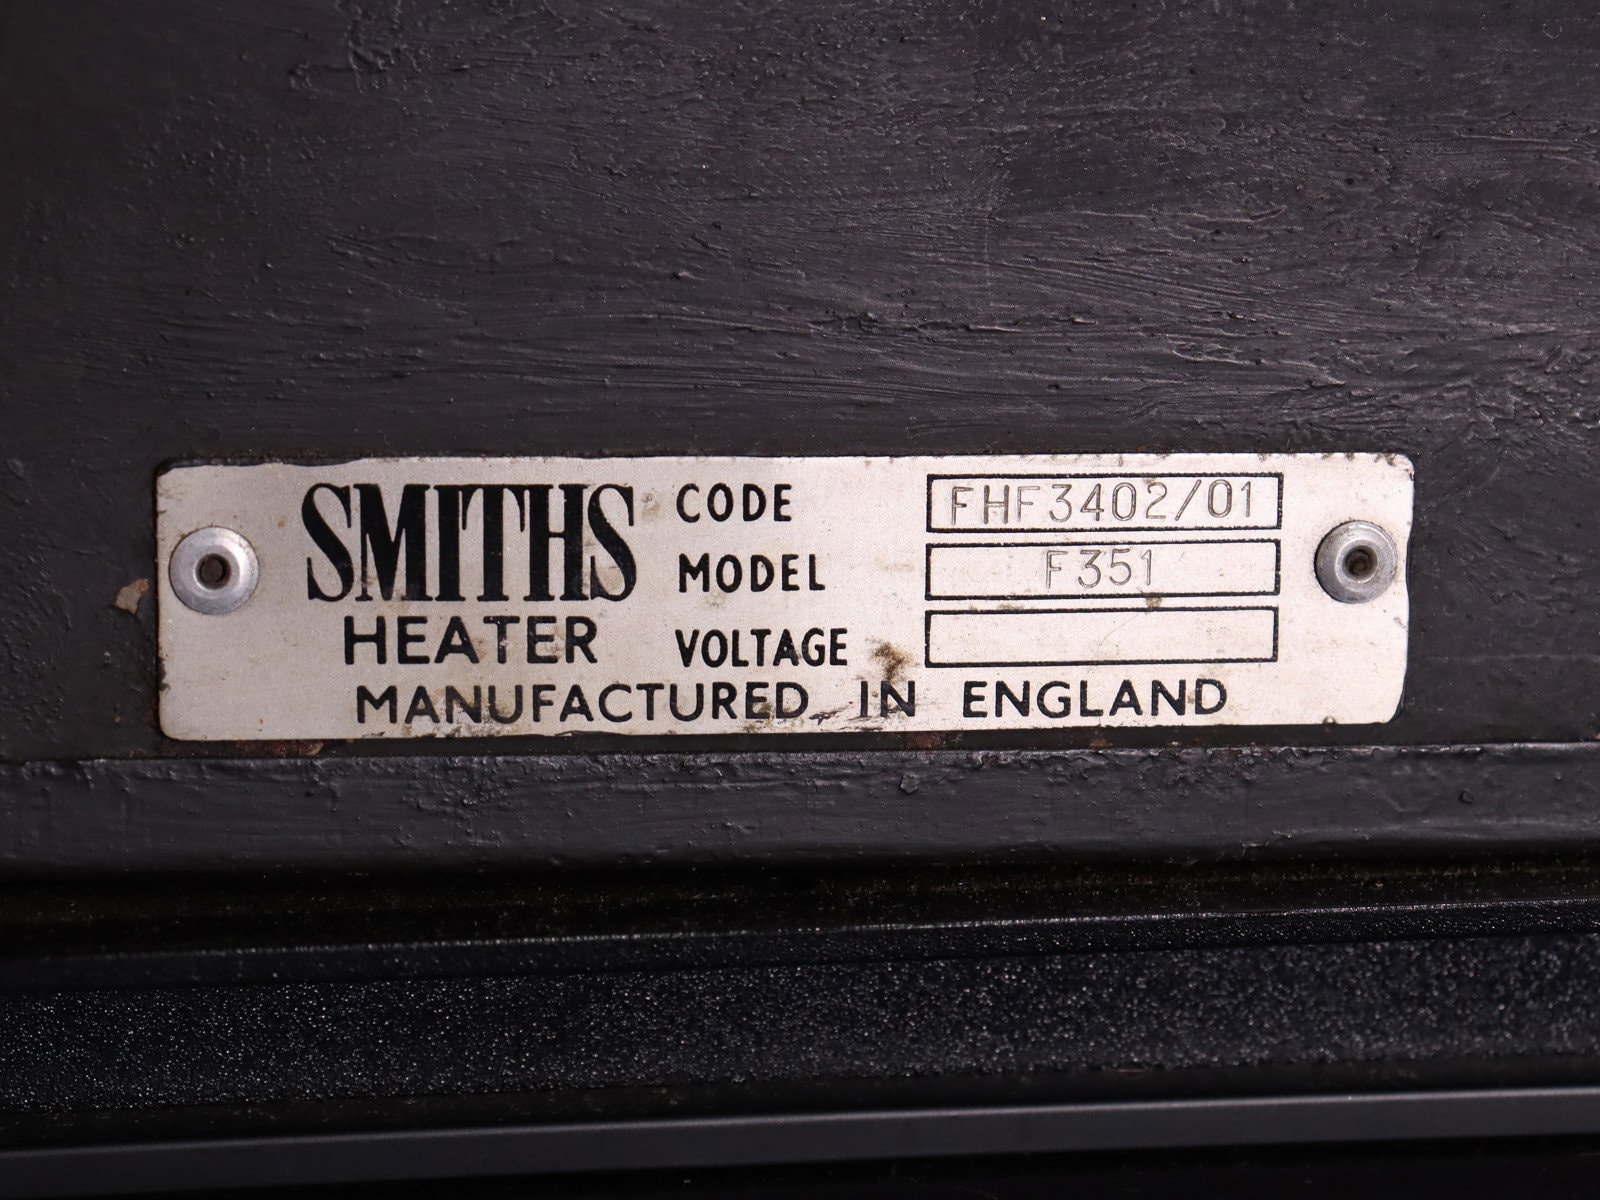 SMITHS
HEATER
CODE FHF3402/01
MODEL F351
VOLTAGE
MANUFACTURED IN ENGLAND